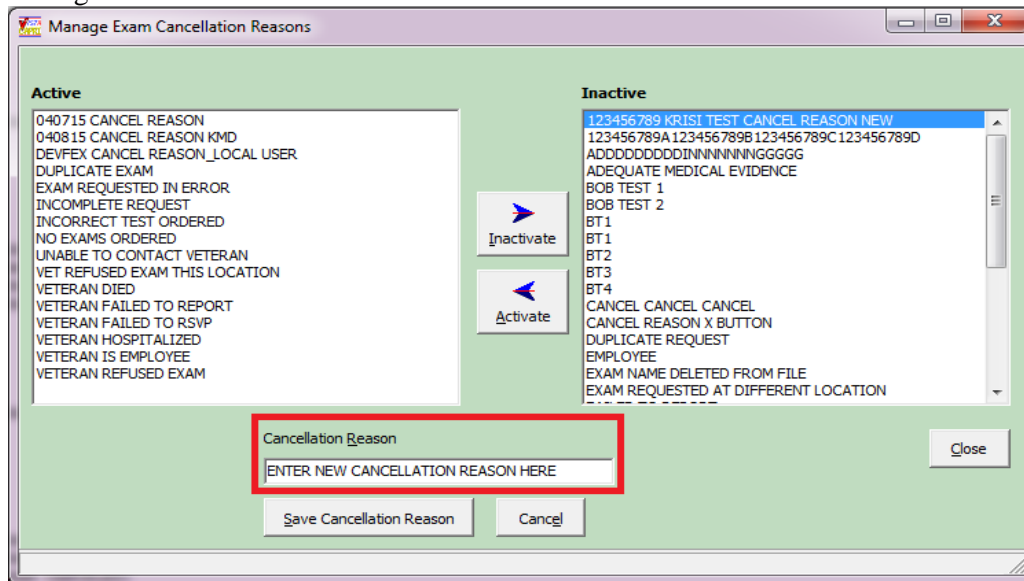 Manage Exam Cancellation Reasons
Active
040715 CANCEL REASON
040815 CANCEL REASON KMD
DEVFEX CANCEL REASON_LOCAL USER
DUPLICATE EXAM
EXAM REQUESTED IN ERROR
INCOMPLETE REQUEST
INCORRECT TEST ORDERED
NO EXAMS ORDERED
UNABLE TO CONTACT VETERAN
VET REFUSED EXAM THIS LOCATION
VETERAN DIED
VETERAN FAILED TO REPORT
VETERAN FAILED TO RSVP
VETERAN HOSPITALIZED
VETERAN IS EMPLOYEE
VETERAN REFUSED EXAM
Inactivate
Activate
Inactive
123456789 KRISI TEST CANCEL REASON NEW
123456789A123456789B123456789C123456789D
ADDDDDDDDDINNNNNNNGGGGG
ADEQUATE MEDICAL EVIDENCE
BOB TEST 1
BOB TEST 2
BT1
BT1
BT2
BT3
BT4
CANCEL CANCEL CANCEL
CANCEL REASON X BUTTON
DUPLICATE REQUEST
EMPLOYEE
EXAM NAME DELETED FROM FILE
EXAM REQUESTED AT DIFFERENT LOCATION
Cancellation Reason
ENTER NEW CANCELLATION REASON HERE
Close
Save Cancellation Reason
Cancel